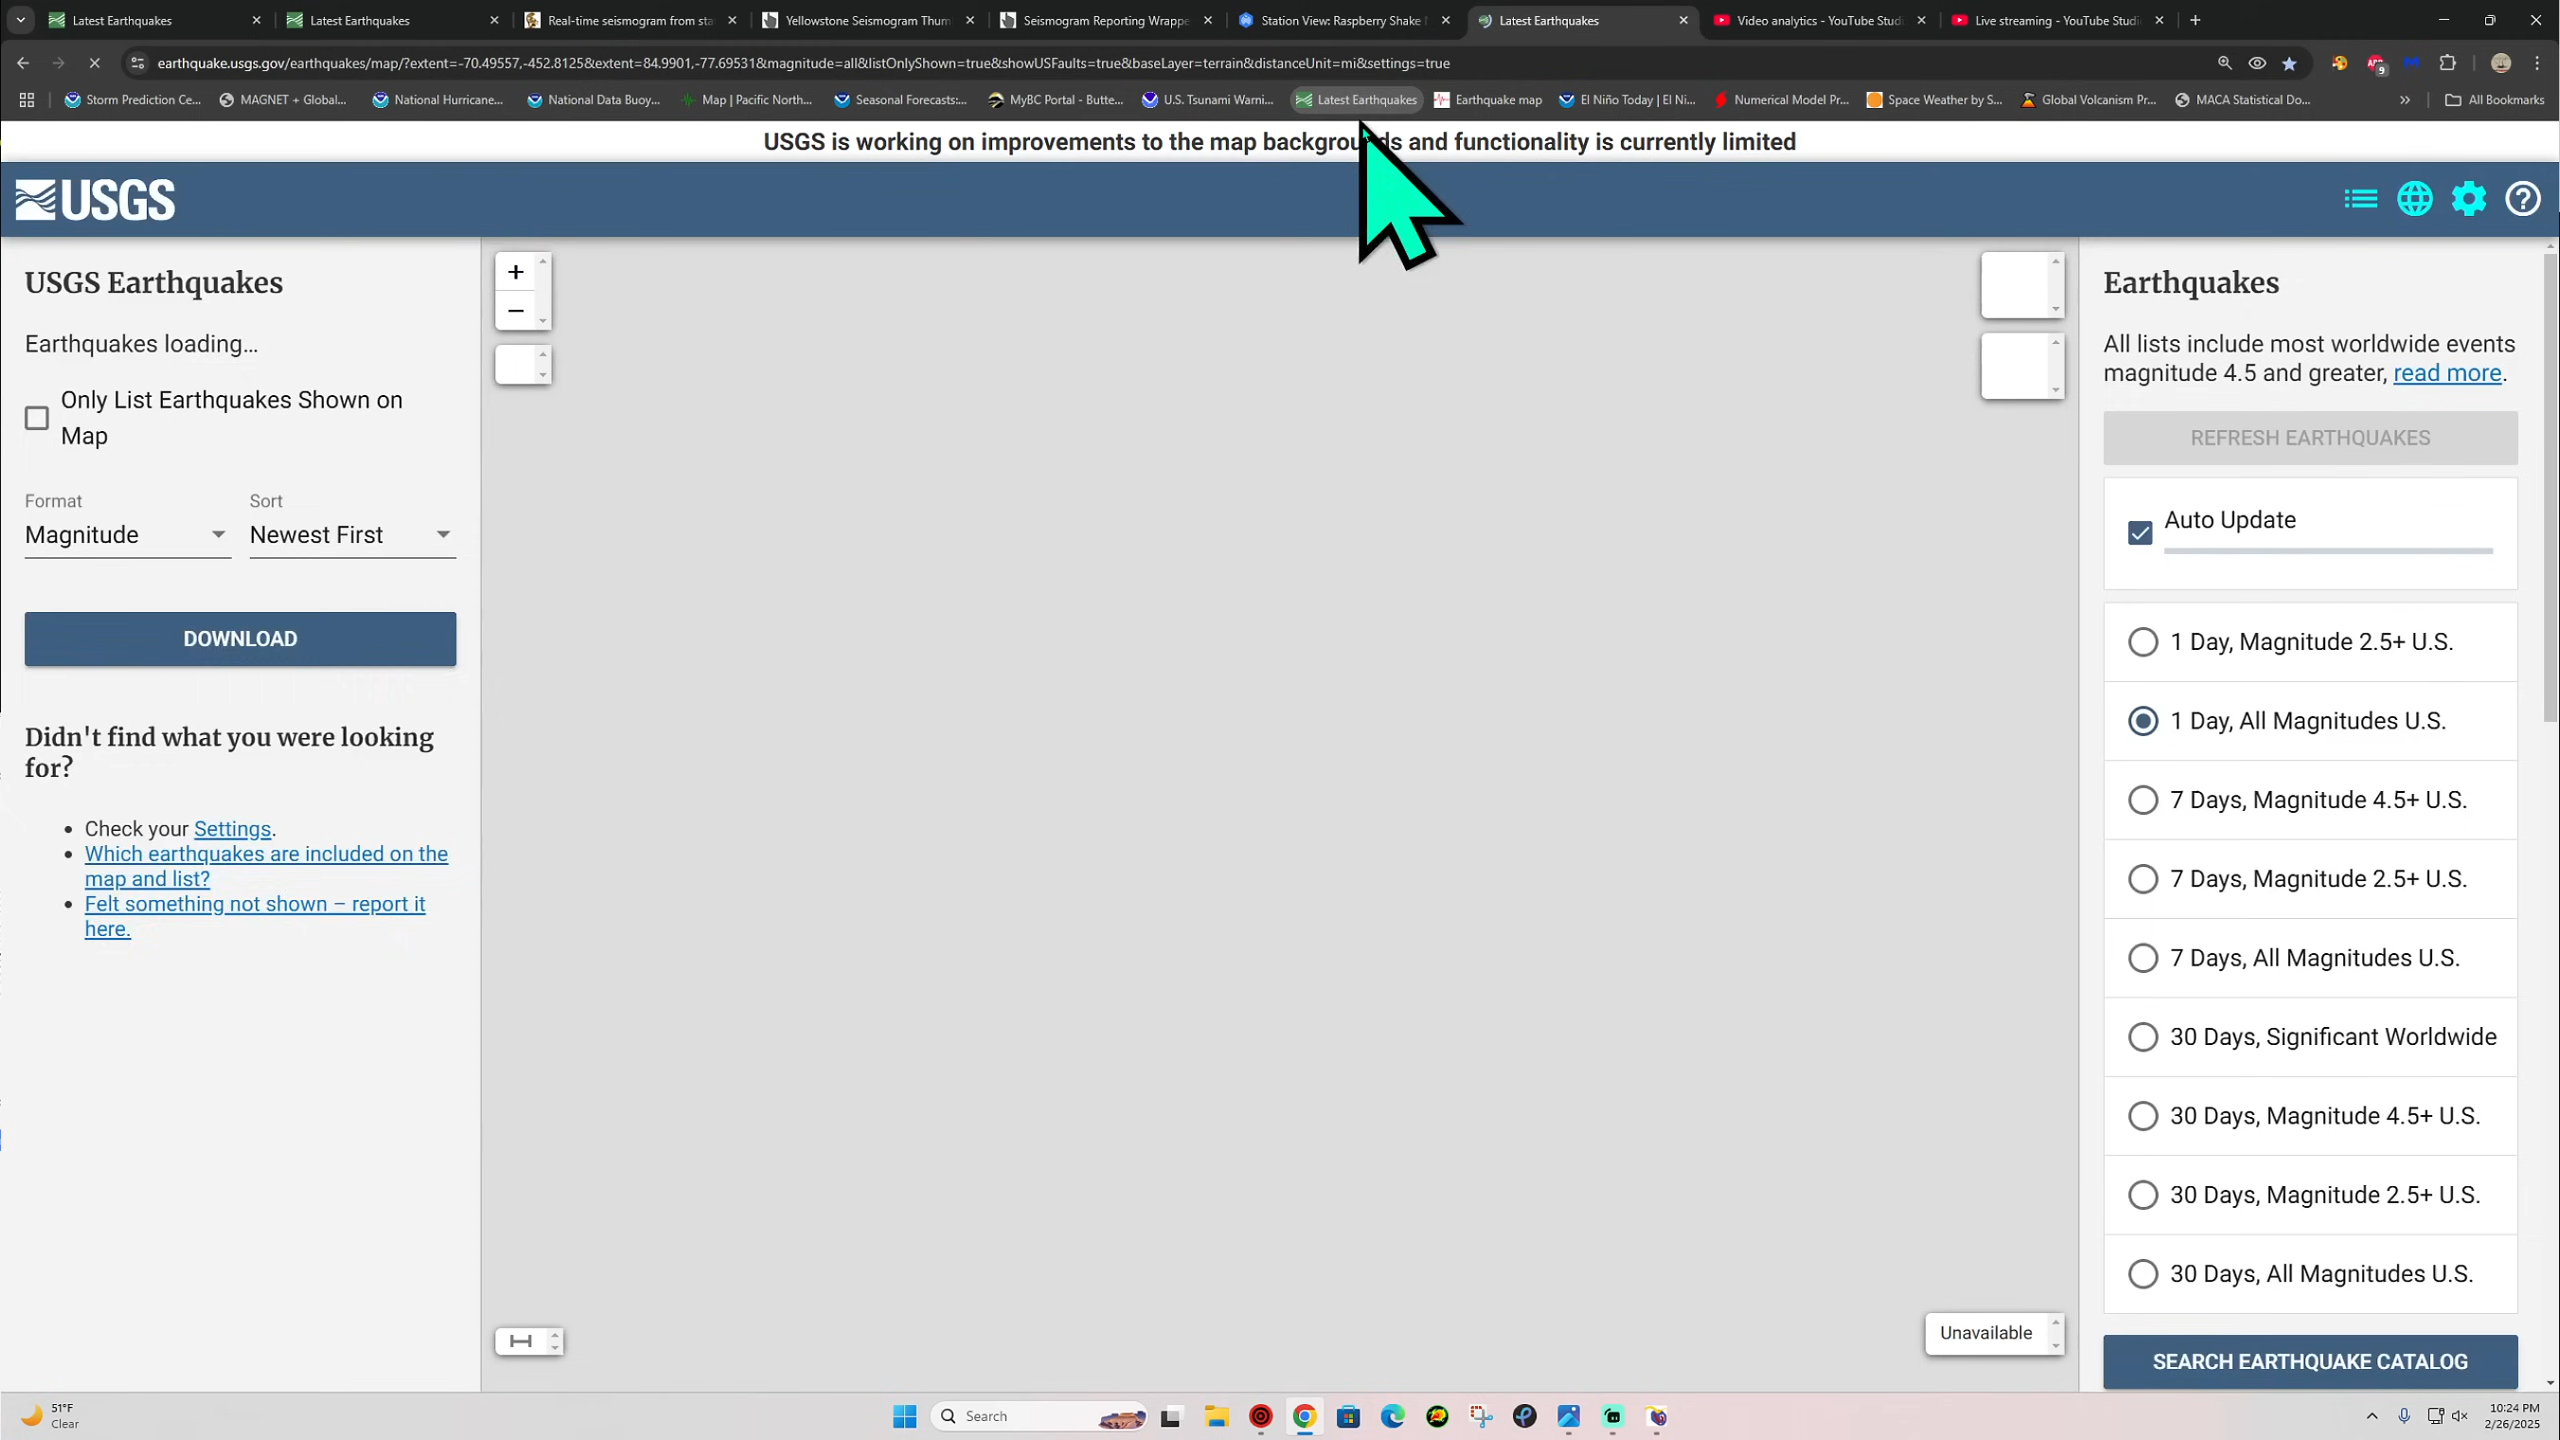 Latest Earthquakes
Latest Earthquakes
Real-time seismogram from sta
Yellowstone Seismogram Thum
Seismogram Reporting Wrappe
Station View: Raspberry Shake
Latest Earthquakes
Video analytics - YouTube Studi
Live streaming - YouTube Studi
earthquake.usgs.gov/earthquakes/map/?extent=-70.49557,-452.8125&extent=84.9901,-77.69531&magnitude=all&listOnlyShown=true&showUSFaults=true&baseLayer=terrain&distanceUnit=mi&settings=true
9
Storm Prediction Ce...
MAGNET + Global...
National Hurricane...
National Data Buoy...
Map | Pacific North...
Seasonal Forecasts:...
MyBC Portal - Butte...
U.S. Tsunami Warni...
Latest Earthquakes
Earthquake map
El Niño Today | El Ni...
Numerical Model Pr...
Space Weather by S...
Global Volcanism Pr...
MACA Statistical Do...
All Bookmarks
USGS is working on improvements to the map backgrounds and functionality is currently limited
USGS
USGS Earthquakes
Earthquakes loading...
Only List Earthquakes Shown on
Map
Format
Sort
Magnitude
Newest First
DOWNLOAD
Didn't find what you were looking
for?
• Check your Settings.
• Which earthquakes are included on the
map and list?
• Felt something not shown – report it
here.
+
−
Unavailable
Earthquakes
All lists include most worldwide events
magnitude 4.5 and greater, read more.
REFRESH EARTHQUAKES
Auto Update
1 Day, Magnitude 2.5+ U.S.
1 Day, All Magnitudes U.S.
7 Days, Magnitude 4.5+ U.S.
7 Days, Magnitude 2.5+ U.S.
7 Days, All Magnitudes U.S.
30 Days, Significant Worldwide
30 Days, Magnitude 4.5+ U.S.
30 Days, Magnitude 2.5+ U.S.
30 Days, All Magnitudes U.S.
SEARCH EARTHQUAKE CATALOG
51°F
Clear
Search
10:24 PM
2/26/2025